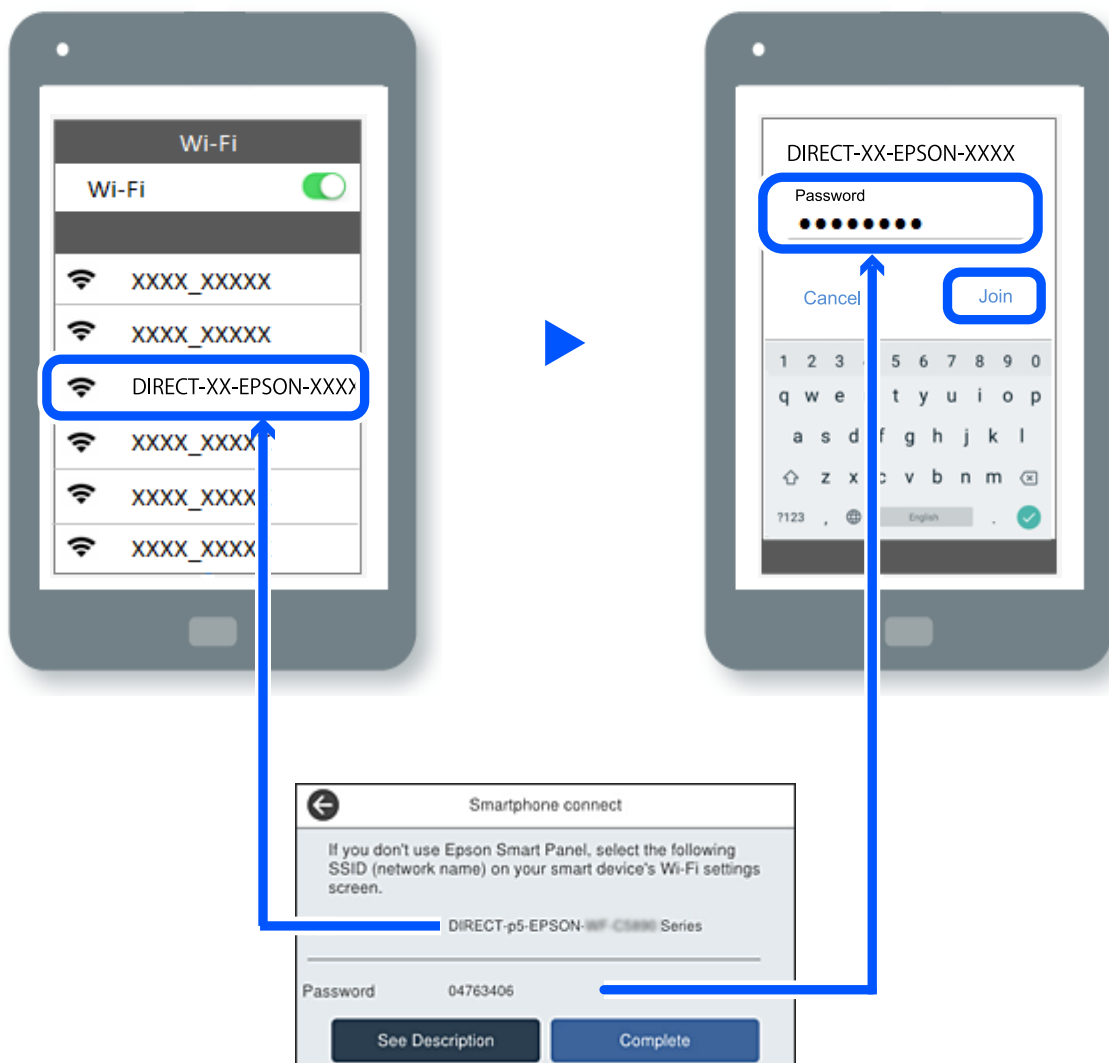 Wi-Fi
Wi-Fi
XXXX_XXXXX
XXXX_XXXXX
DIRECT-XX-EPSON-XXXX
XXXX_XXXX
XXXX_XXXX
XXXX_XXXX
DIRECT-XX-EPSON-XXXX
Password
●●●●●●●●
Cancel
Join
1 2 3 5 6 7 8 9 0
q w e t y u i o p
a s d f g h j k l
z x c v b n m
?123 , English .
Smartphone connect
If you don't use Epson Smart Panel, select the following
SSID (network name) on your smart device's Wi-Fi settings
screen.
DIRECT-p5-EPSON- Series
Password 04763406
See Description
Complete